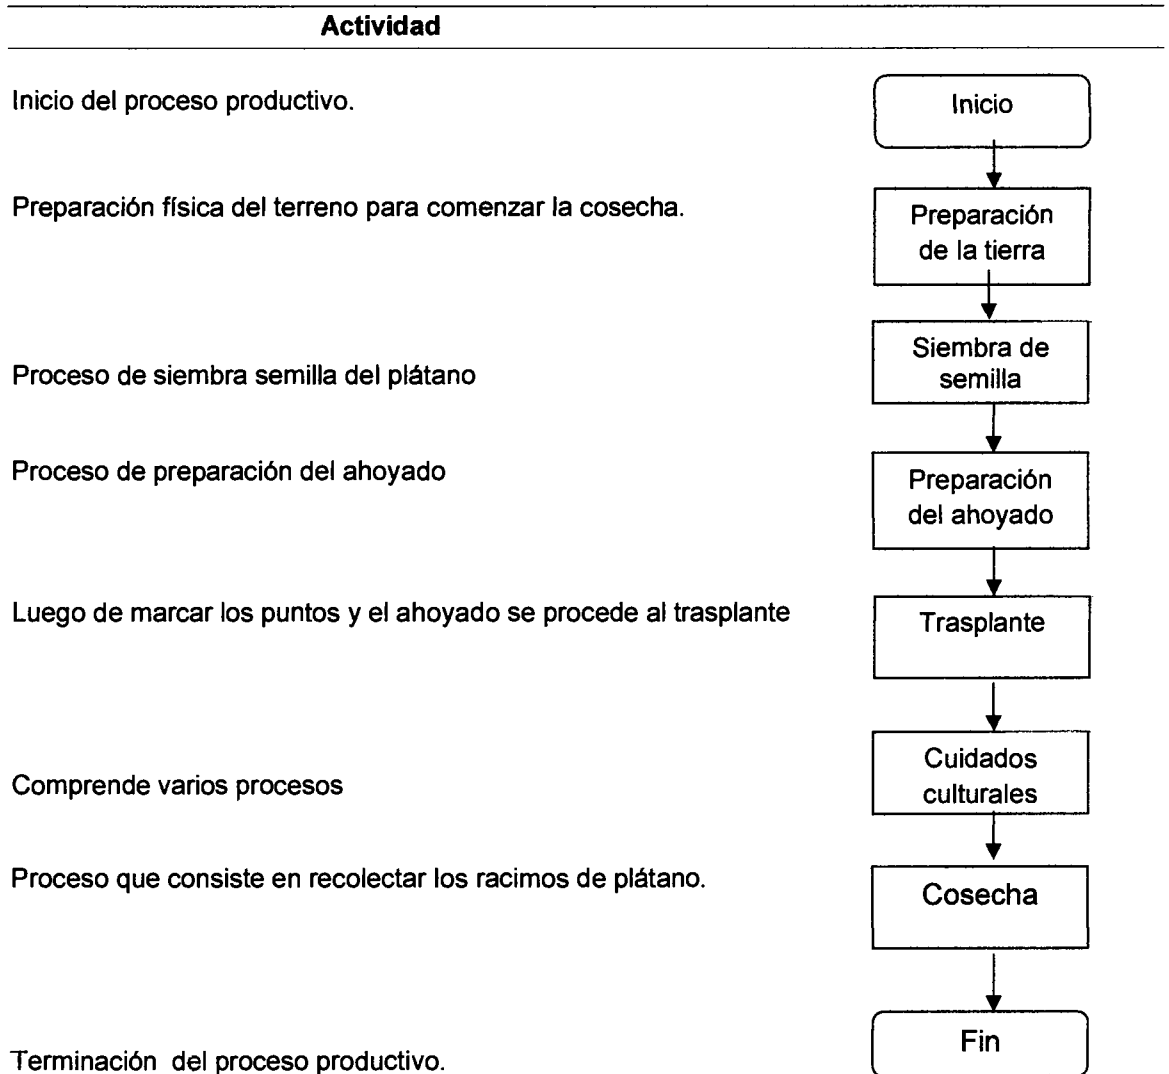 Actividad
Inicio del proceso productivo.
Inicio
Preparación física del terreno para comenzar la cosecha.
Preparación
de la tierra
Proceso de siembra semilla del plátano
Siembra de
semilla
Proceso de preparación del ahoyado
Preparación
del ahoyado
Luego de marcar los puntos y el ahoyado se procede al trasplante
Trasplante
Comprende varios procesos
Cuidados
culturales
Proceso que consiste en recolectar los racimos de plátano.
Cosecha
Terminación del proceso productivo.
Fin